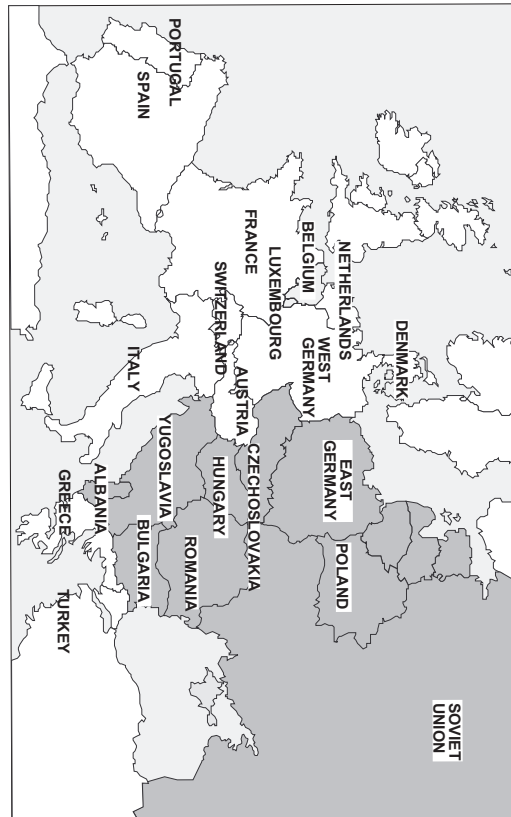 SOVIET
UNION
DENMARK
NETHERLANDS
WEST
GERMANY
EAST
GERMANY
POLAND
BELGIUM
LUXEMBOURG
CZECHOSLOVAKIA
FRANCE
SWITZERLAND
AUSTRIA
HUNGARY
ROMANIA
YUGOSLAVIA
BULGARIA
PORTUGAL
SPAIN
ITALY
ALBANIA
GREECE
TURKEY